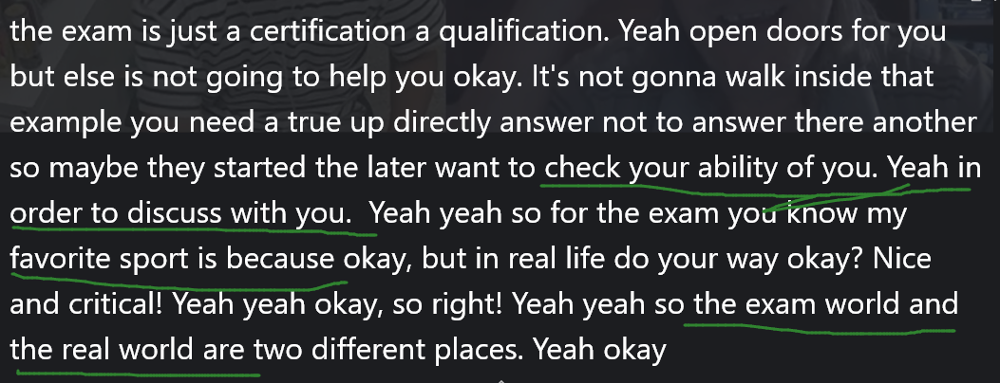 the exam is just a certification a qualification. Yeah open doors for you
but else is not going to help you okay. It's not gonna walk inside that
example you need a true up directly answer not to answer there another
so maybe they started the later want to check your ability of you. Yeah in
order to discuss with you.  Yeah yeah so for the exam you know my
favorite sport is because okay, but in real life do your way okay? Nice
and critical! Yeah yeah okay, so right! Yeah yeah so the exam world and
the real world are two different places. Yeah okay